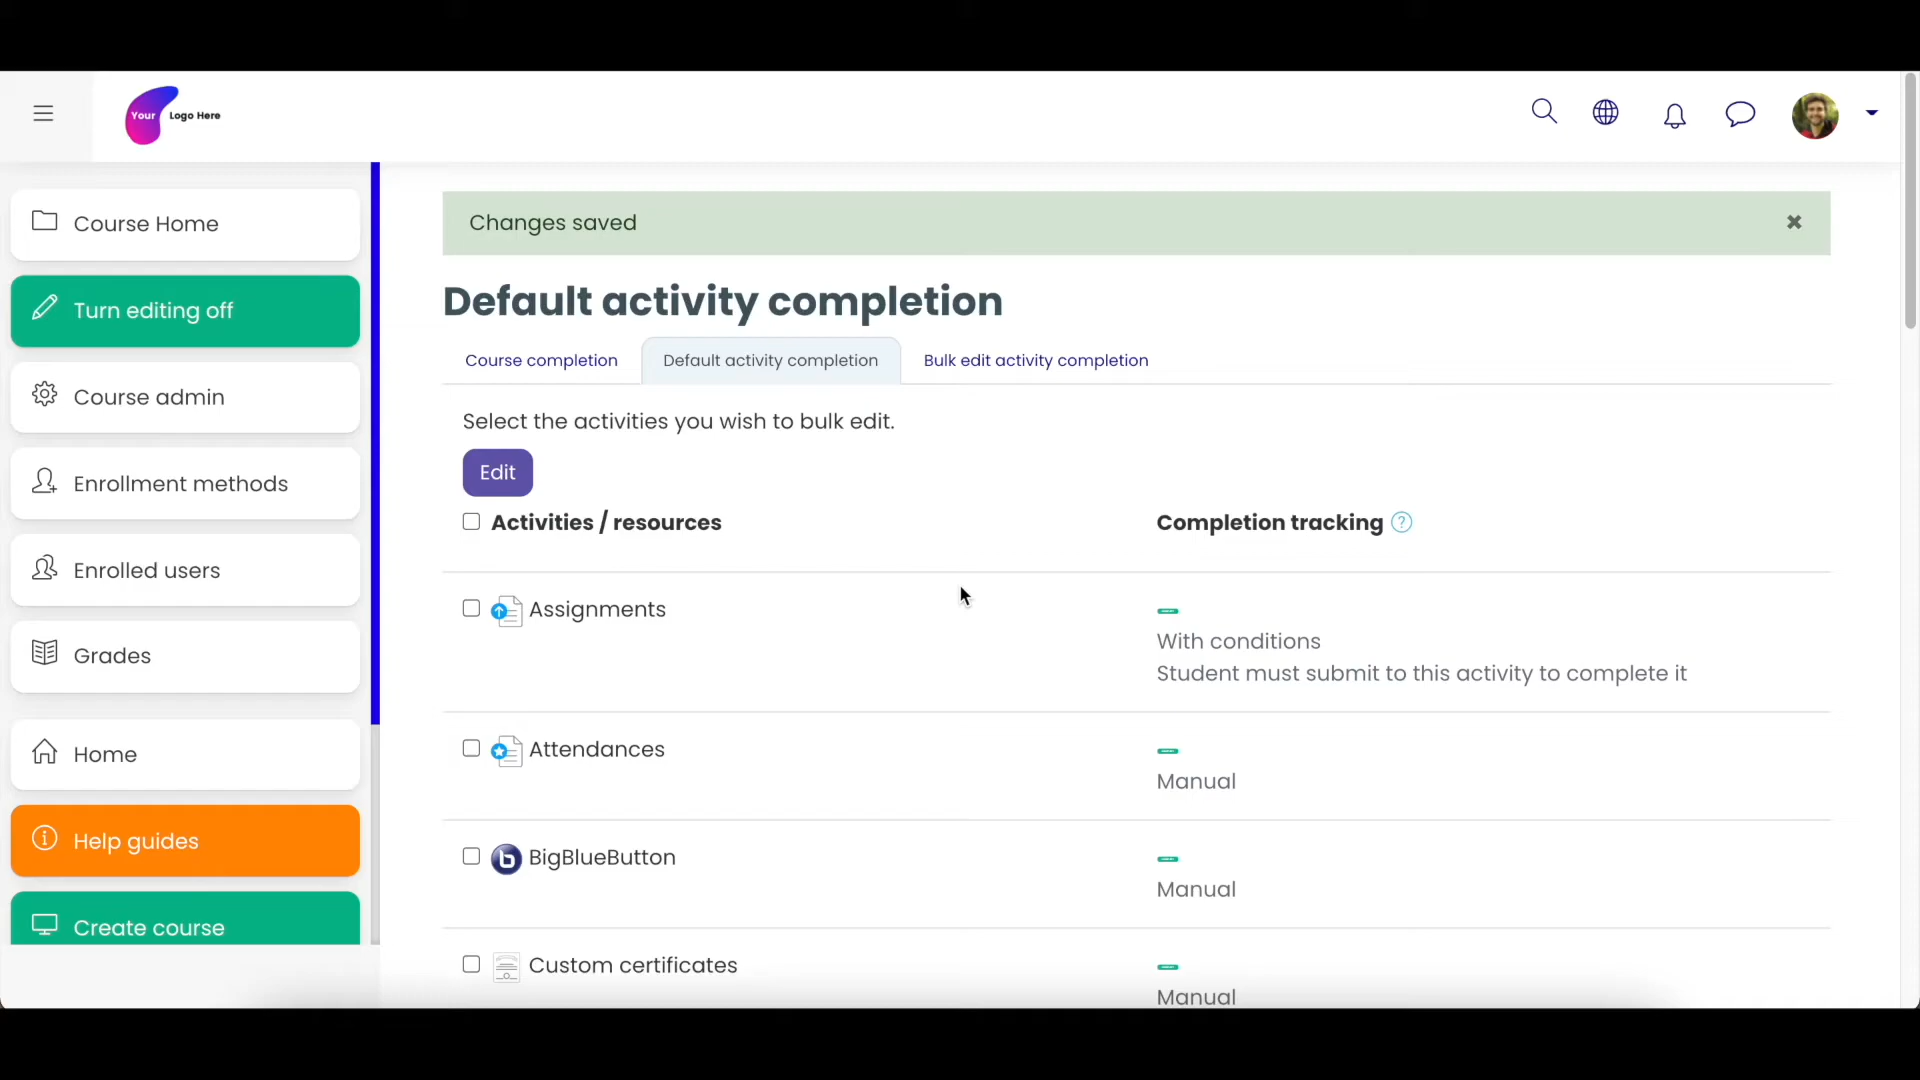 Your Logo Here
Course Home
Turn editing off
Course admin
Enrollment methods
Enrolled users
Grades
Home
Help guides
Create course
Changes saved
Default activity completion
Course completion
Default activity completion
Bulk edit activity completion
Select the activities you wish to bulk edit.
Edit
Activities / resources
Completion tracking
Assignments
With conditions
Student must submit to this activity to complete it
Attendances
Manual
BigBlueButton
Manual
Custom certificates
Manual